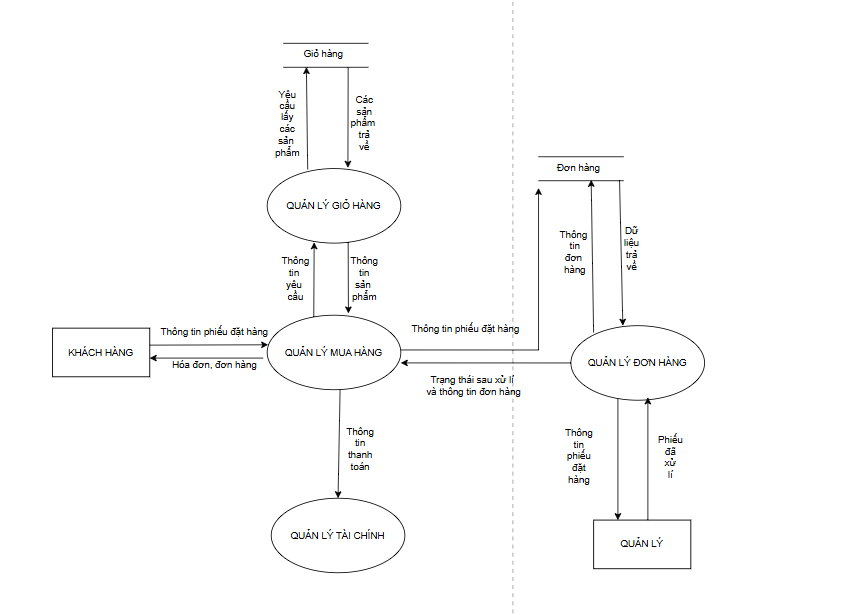 Giỏ hàng
Yêu
cầu
lấy
các
sản
phẩm
Các
sản
phẩm
trả
về
Đơn hàng
QUẢN LÝ GIỎ HÀNG
Thông
tin
đơn
hàng
Dữ
liệu
trả
về
Thông
tin
yêu
cầu
Thông
tin
sản
phẩm
Thông tin phiếu đặt hàng
Thông tin phiếu đặt hàng
KHÁCH HÀNG
QUẢN LÝ MUA HÀNG
QUẢN LÝ ĐƠN HÀNG
Hóa đơn, đơn hàng
Trạng thái sau xử lí
và thông tin đơn hàng
Thông
tin
thanh
toán
Thông
tin
phiếu
đặt
hàng
Phiếu
đã
xử
lí
QUẢN LÝ TÀI CHÍNH
QUẢN LÝ